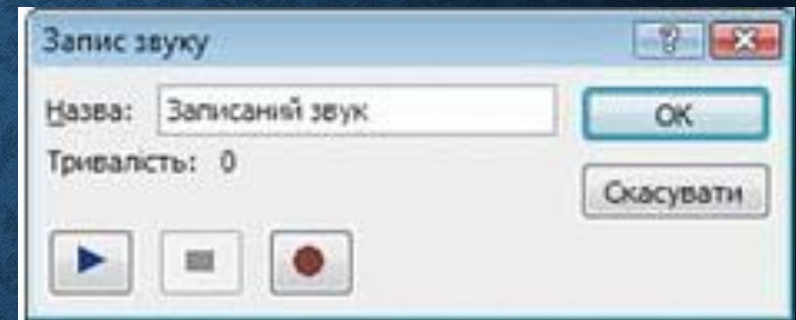 Запис звуку
Назва: Записаний звук
OK
Тривалість: 0
Скасувати